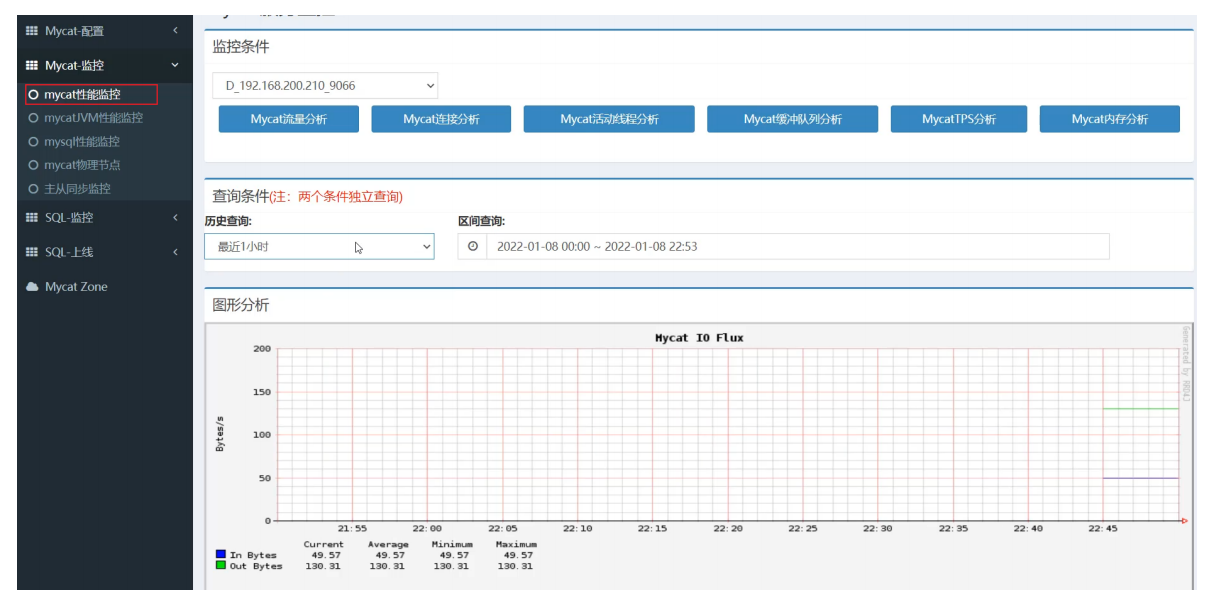 Mycat-配置
Mycat-监控
mycat性能监控
mycatJVM性能监控
mysql性能监控
mycat物理节点
主从同步监控
SQL-监控
SQL-上线
Mycat Zone
监控条件
D_192.168.200.210_9066
Mycat流量分析 Mycat连接分析 Mycat活动线程分析 Mycat缓冲队列分析 MycatTPS分析 Mycat内存分析
查询条件(注：两个条件独立查询)
历史查询: 区间查询:
最近1小时 2022-01-08 00:00 ~ 2022-01-08 22:53
图形分析
Mycat IO Flux
Generated by RRD4J
Bytes/s
200
150
100
50
0
21:55 22:00 22:05 22:10 22:15 22:20 22:25 22:30 22:35 22:40 22:45
Current Average Minimum Maximum
In Bytes 49.57 49.57 49.57 49.57
Out Bytes 130.31 130.31 130.31 130.31